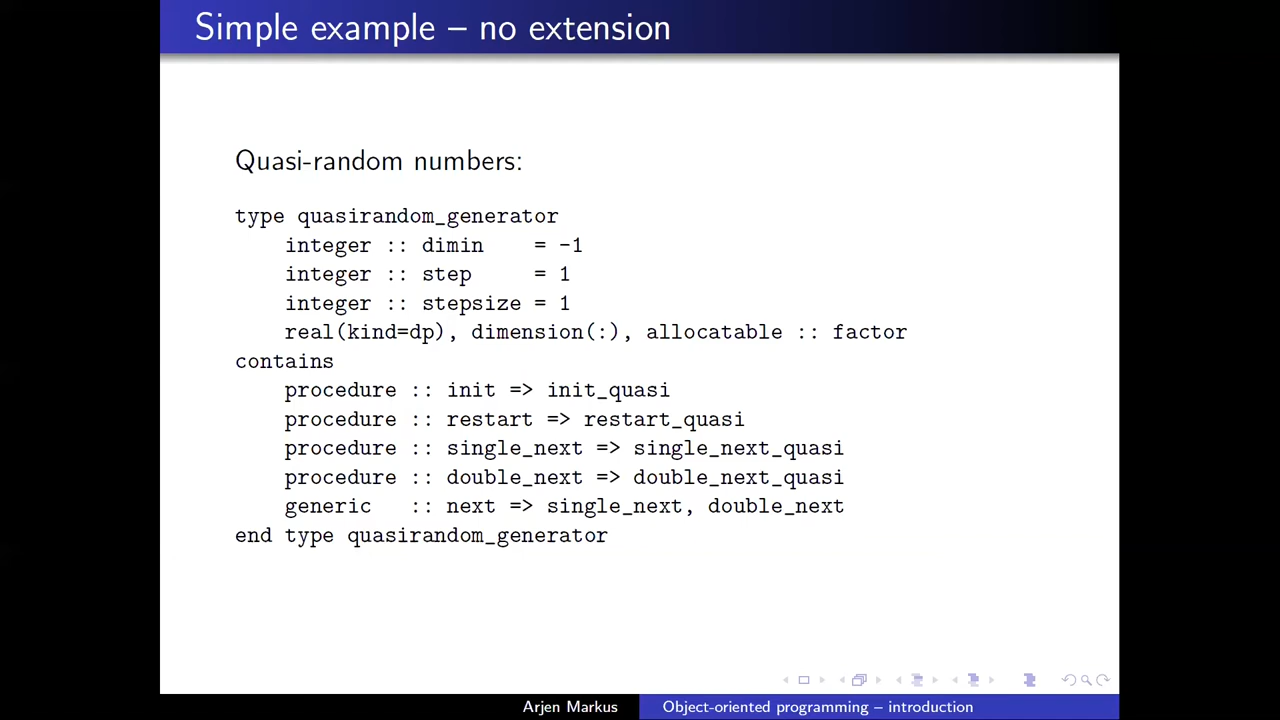 Simple example – no extension
Quasi-random numbers:
type quasirandom_generator
    integer :: dimin    = -1
    integer :: step     = 1
    integer :: stepsize = 1
    real(kind=dp), dimension(:), allocatable :: factor
contains
    procedure :: init => init_quasi
    procedure :: restart => restart_quasi
    procedure :: single_next => single_next_quasi
    procedure :: double_next => double_next_quasi
    generic   :: next => single_next, double_next
end type quasirandom_generator
Arjen Markus
Object-oriented programming – introduction